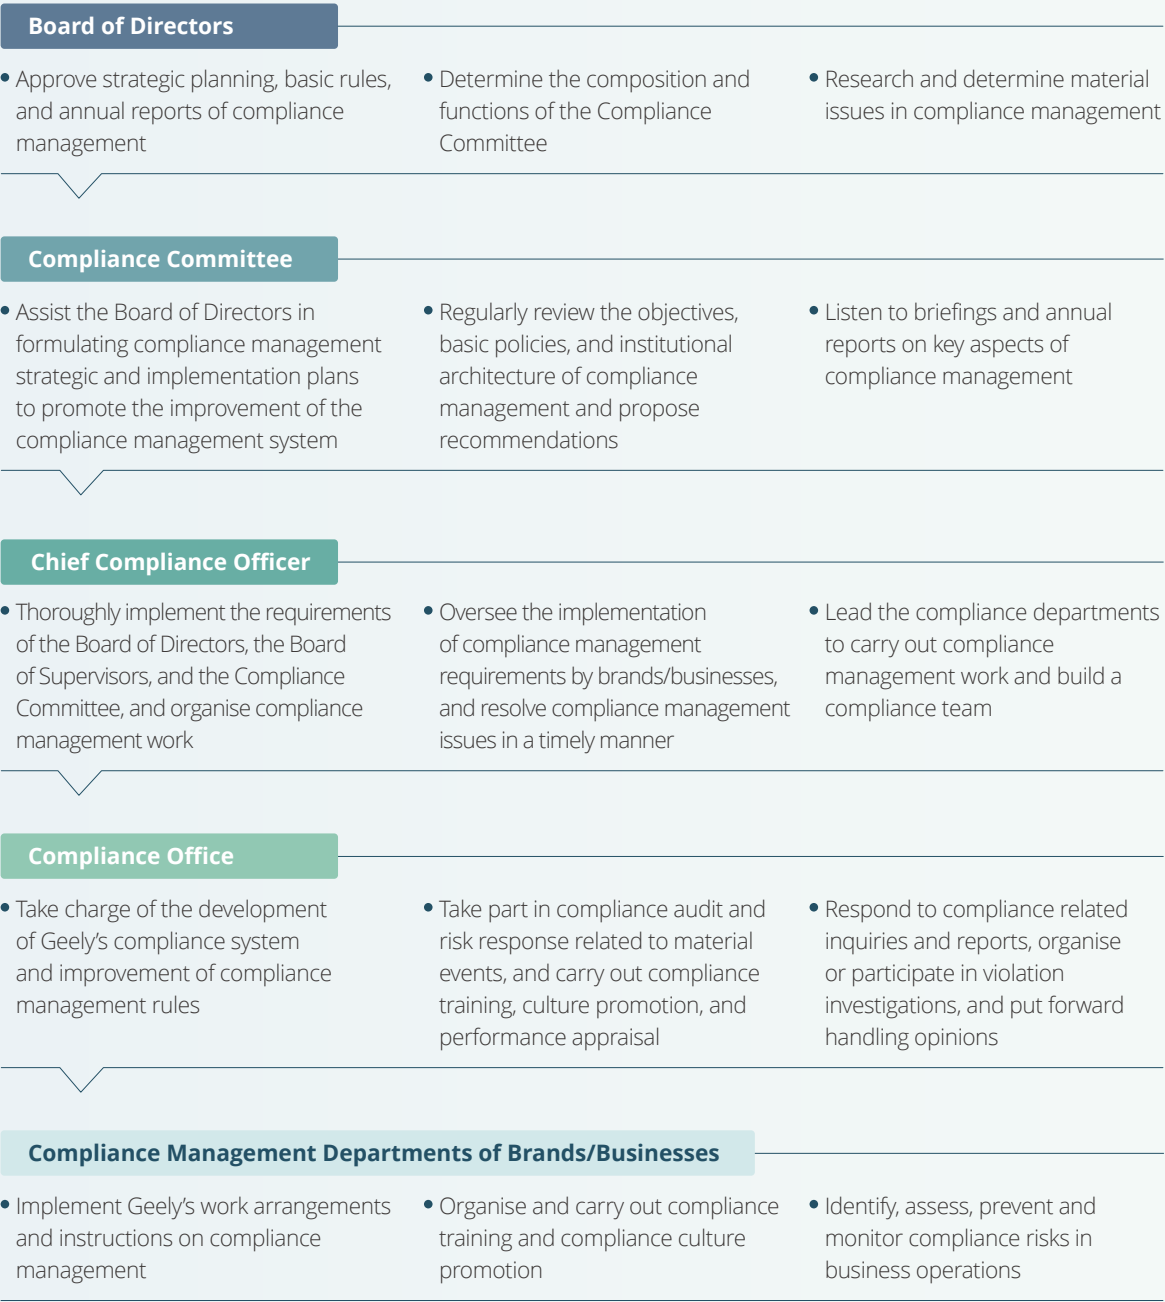 Board of Directors
• Approve strategic planning, basic rules,
and annual reports of compliance
management
• Determine the composition and
functions of the Compliance
Committee
• Research and determine material
issues in compliance management
Compliance Committee
• Assist the Board of Directors in
formulating compliance management
strategic and implementation plans
to promote the improvement of the
compliance management system
• Regularly review the objectives,
basic policies, and institutional
architecture of compliance
management and propose
recommendations
• Listen to briefings and annual
reports on key aspects of
compliance management
Chief Compliance Officer
• Thoroughly implement the requirements
of the Board of Directors, the Board
of Supervisors, and the Compliance
Committee, and organise compliance
management work
• Oversee the implementation
of compliance management
requirements by brands/businesses,
and resolve compliance management
issues in a timely manner
• Lead the compliance departments
to carry out compliance
management work and build a
compliance team
Compliance Office
• Take charge of the development
of Geely’s compliance system
and improvement of compliance
management rules
• Take part in compliance audit and
risk response related to material
events, and carry out compliance
training, culture promotion, and
performance appraisal
• Respond to compliance related
inquiries and reports, organise
or participate in violation
investigations, and put forward
handling opinions
Compliance Management Departments of Brands/Businesses
• Implement Geely’s work arrangements
and instructions on compliance
management
• Organise and carry out compliance
training and compliance culture
promotion
• Identify, assess, prevent and
monitor compliance risks in
business operations